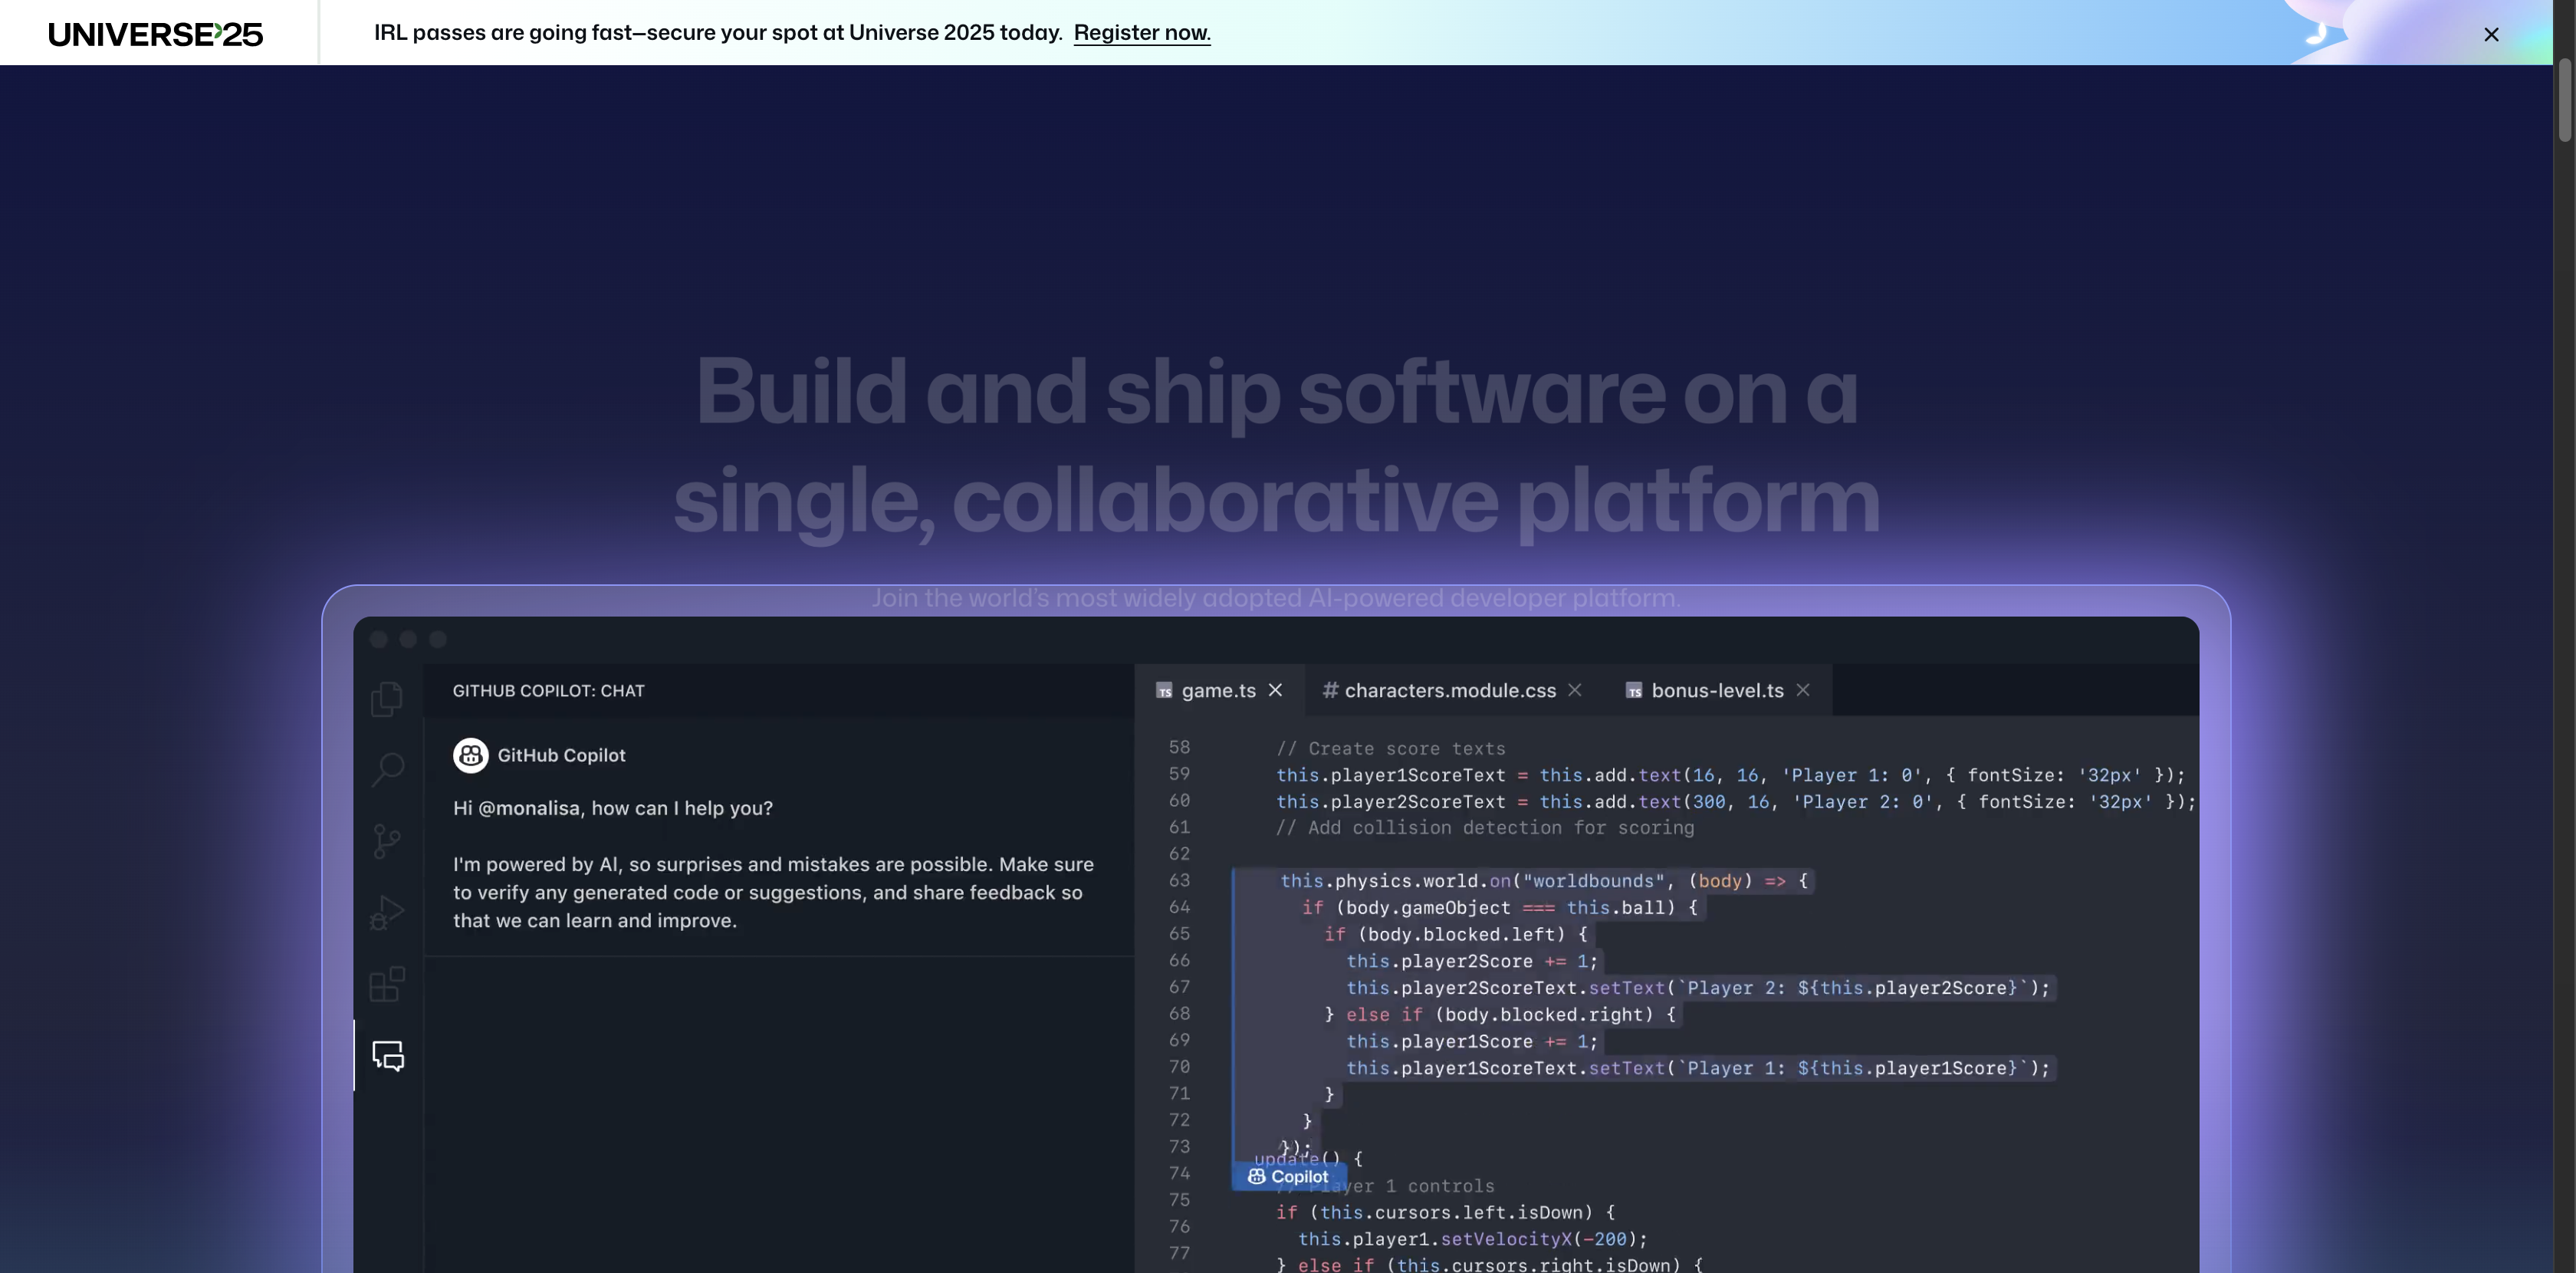 UNIVERSE'25
IRL passes are going fast—secure your spot at Universe 2025 today. Register now.
Build and ship software on a
single, collaborative platform
Join the world's most widely adopted AI-powered developer platform.
GITHUB COPILOT: CHAT
GitHub Copilot
Hi @monalisa, how can I help you?
I'm powered by AI, so surprises and mistakes are possible. Make sure
to verify any generated code or suggestions, and share feedback so
that we can learn and improve.
TS game.ts
# characters.module.css
TS bonus-level.ts
58 // Create score texts
59 this.player1ScoreText = this.add.text(16, 16, 'Player 1: 0', { fontSize: '32px' });
60 this.player2ScoreText = this.add.text(300, 16, 'Player 2: 0', { fontSize: '32px' });
61 // Add collision detection for scoring
62
63 this.physics.world.on("worldbounds", (body) => {
64 if (body.gameObject === this.ball) {
65 if (body.blocked.left) {
66 this.player2Score += 1;
67 this.player2ScoreText.setText(`Player 2: ${this.player2Score}`);
68 } else if (body.blocked.right) {
69 this.player1Score += 1;
70 this.player1ScoreText.setText(`Player 1: ${this.player1Score}`);
71 }
72 }
73 });
update() {
74 Copilot
// Player 1 controls
75
if (this.cursors.left.isDown) {
76 this.player1.setVelocityX(-200);
77 } else if (this.cursors.right.isDown) {